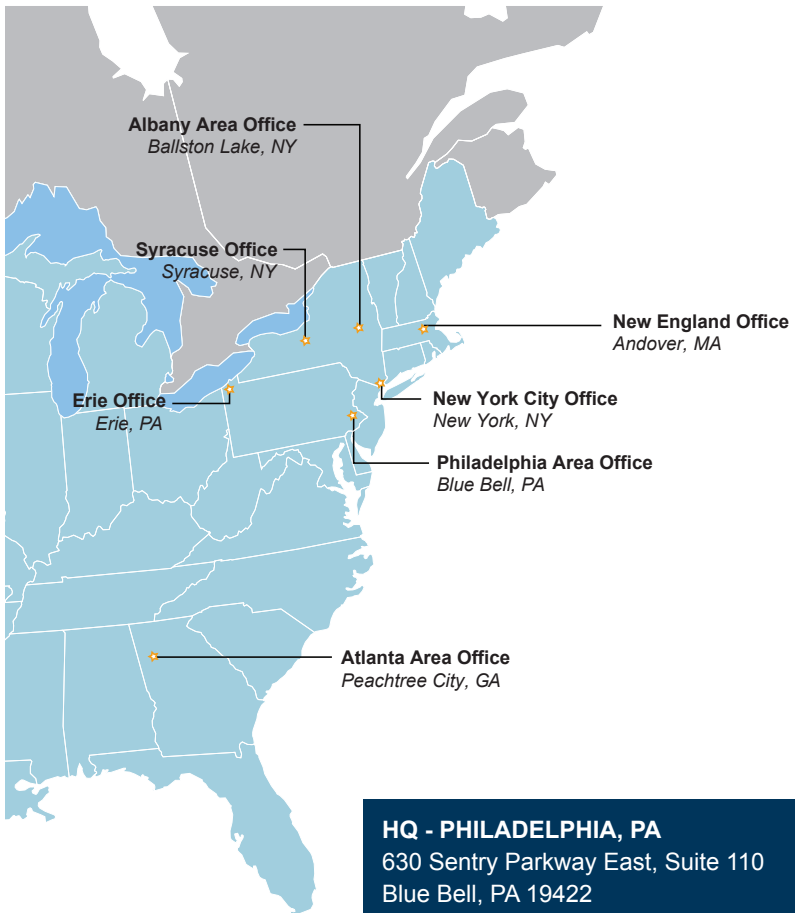 Albany Area Office
Ballston Lake, NY
Syracuse Office
Syracuse, NY
New England Office
Andover, MA
Erie Office
Erie, PA
New York City Office
New York, NY
Philadelphia Area Office
Blue Bell, PA
Atlanta Area Office
Peachtree City, GA
HQ - PHILADELPHIA, PA
630 Sentry Parkway East, Suite 110
Blue Bell, PA 19422